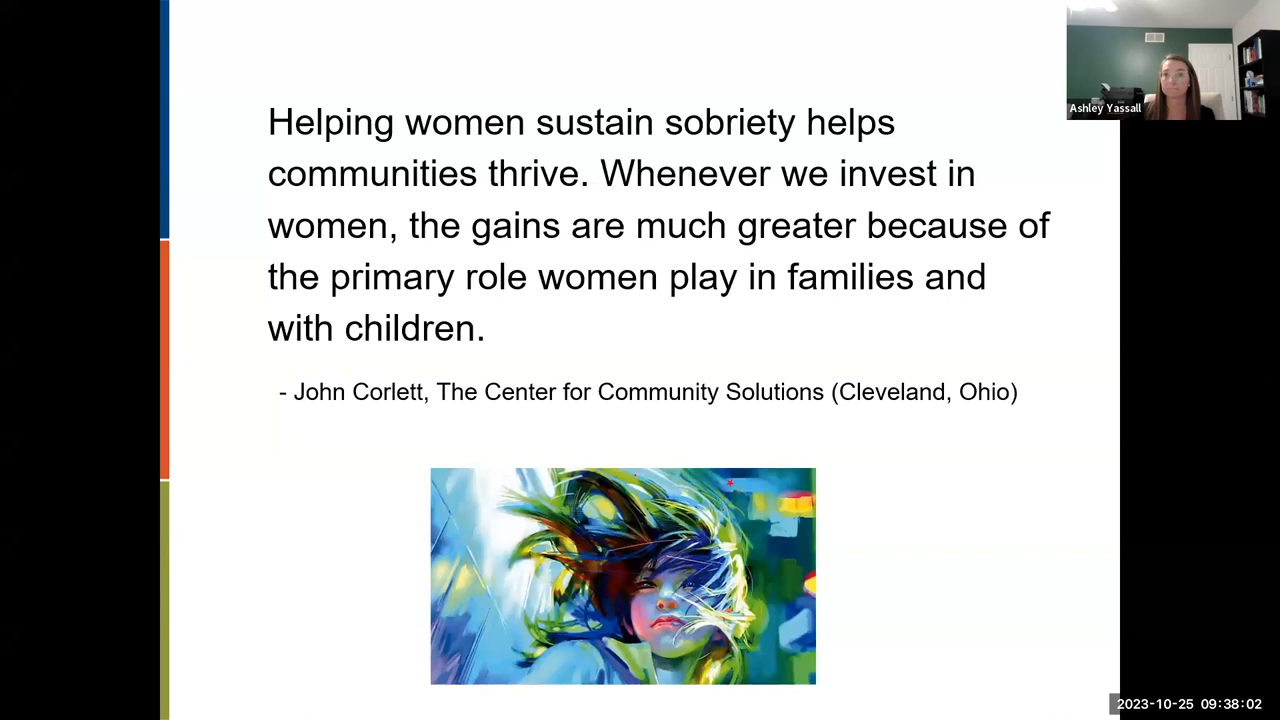 Helping women sustain sobriety helps
communities thrive. Whenever we invest in
women, the gains are much greater because of
the primary role women play in families and
with children.
- John Corlett, The Center for Community Solutions (Cleveland, Ohio)
Ashley Yassall
2023-10-25 09:38:02